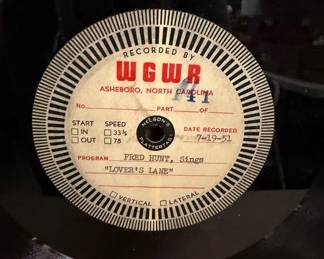 RECORDED BY
WGWR
ASHEBORO, NORTH CAROLINA
No. PART OF
START SPEED
IN 33⅓
OUT 78
DATE RECORDED
7-19-51
PROGRAM FRED HUNT, Sings
"LOVER'S LANE"
VERTICAL LATERAL